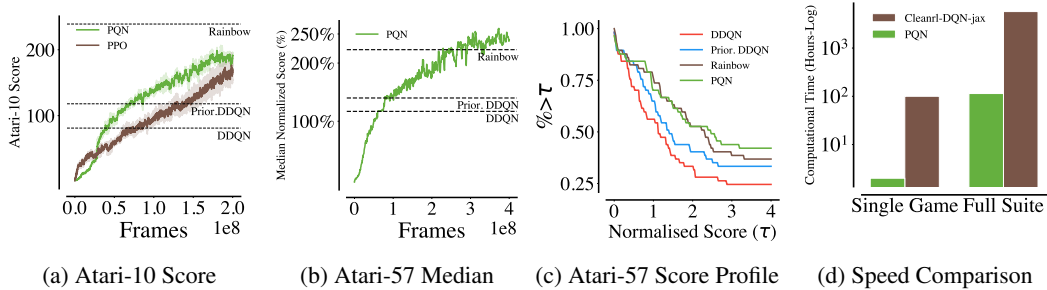 Atari-10 Score
200
100
PQN
PPO
Rainbow
Prior.DDQN
DDQN
0.0 0.5 1.0 1.5 2.0
1e8
Frames
(a) Atari-10 Score
Median Normalized Score (%)
250%
200%
100%
PQN
Rainbow
Prior. DDQN
DDQN
0 1 2 3 4
1e8
Frames
(b) Atari-57 Median
%>τ
1.00
0.75
0.50
0.25
DDQN
Prior. DDQN
Rainbow
PQN
0 1 2 3 4
Normalised Score (τ)
(c) Atari-57 Score Profile
Computational Time (Hours-Log)
10³
10²
10¹
Cleanrl-DQN-jax
PQN
Single Game Full Suite
(d) Speed Comparison